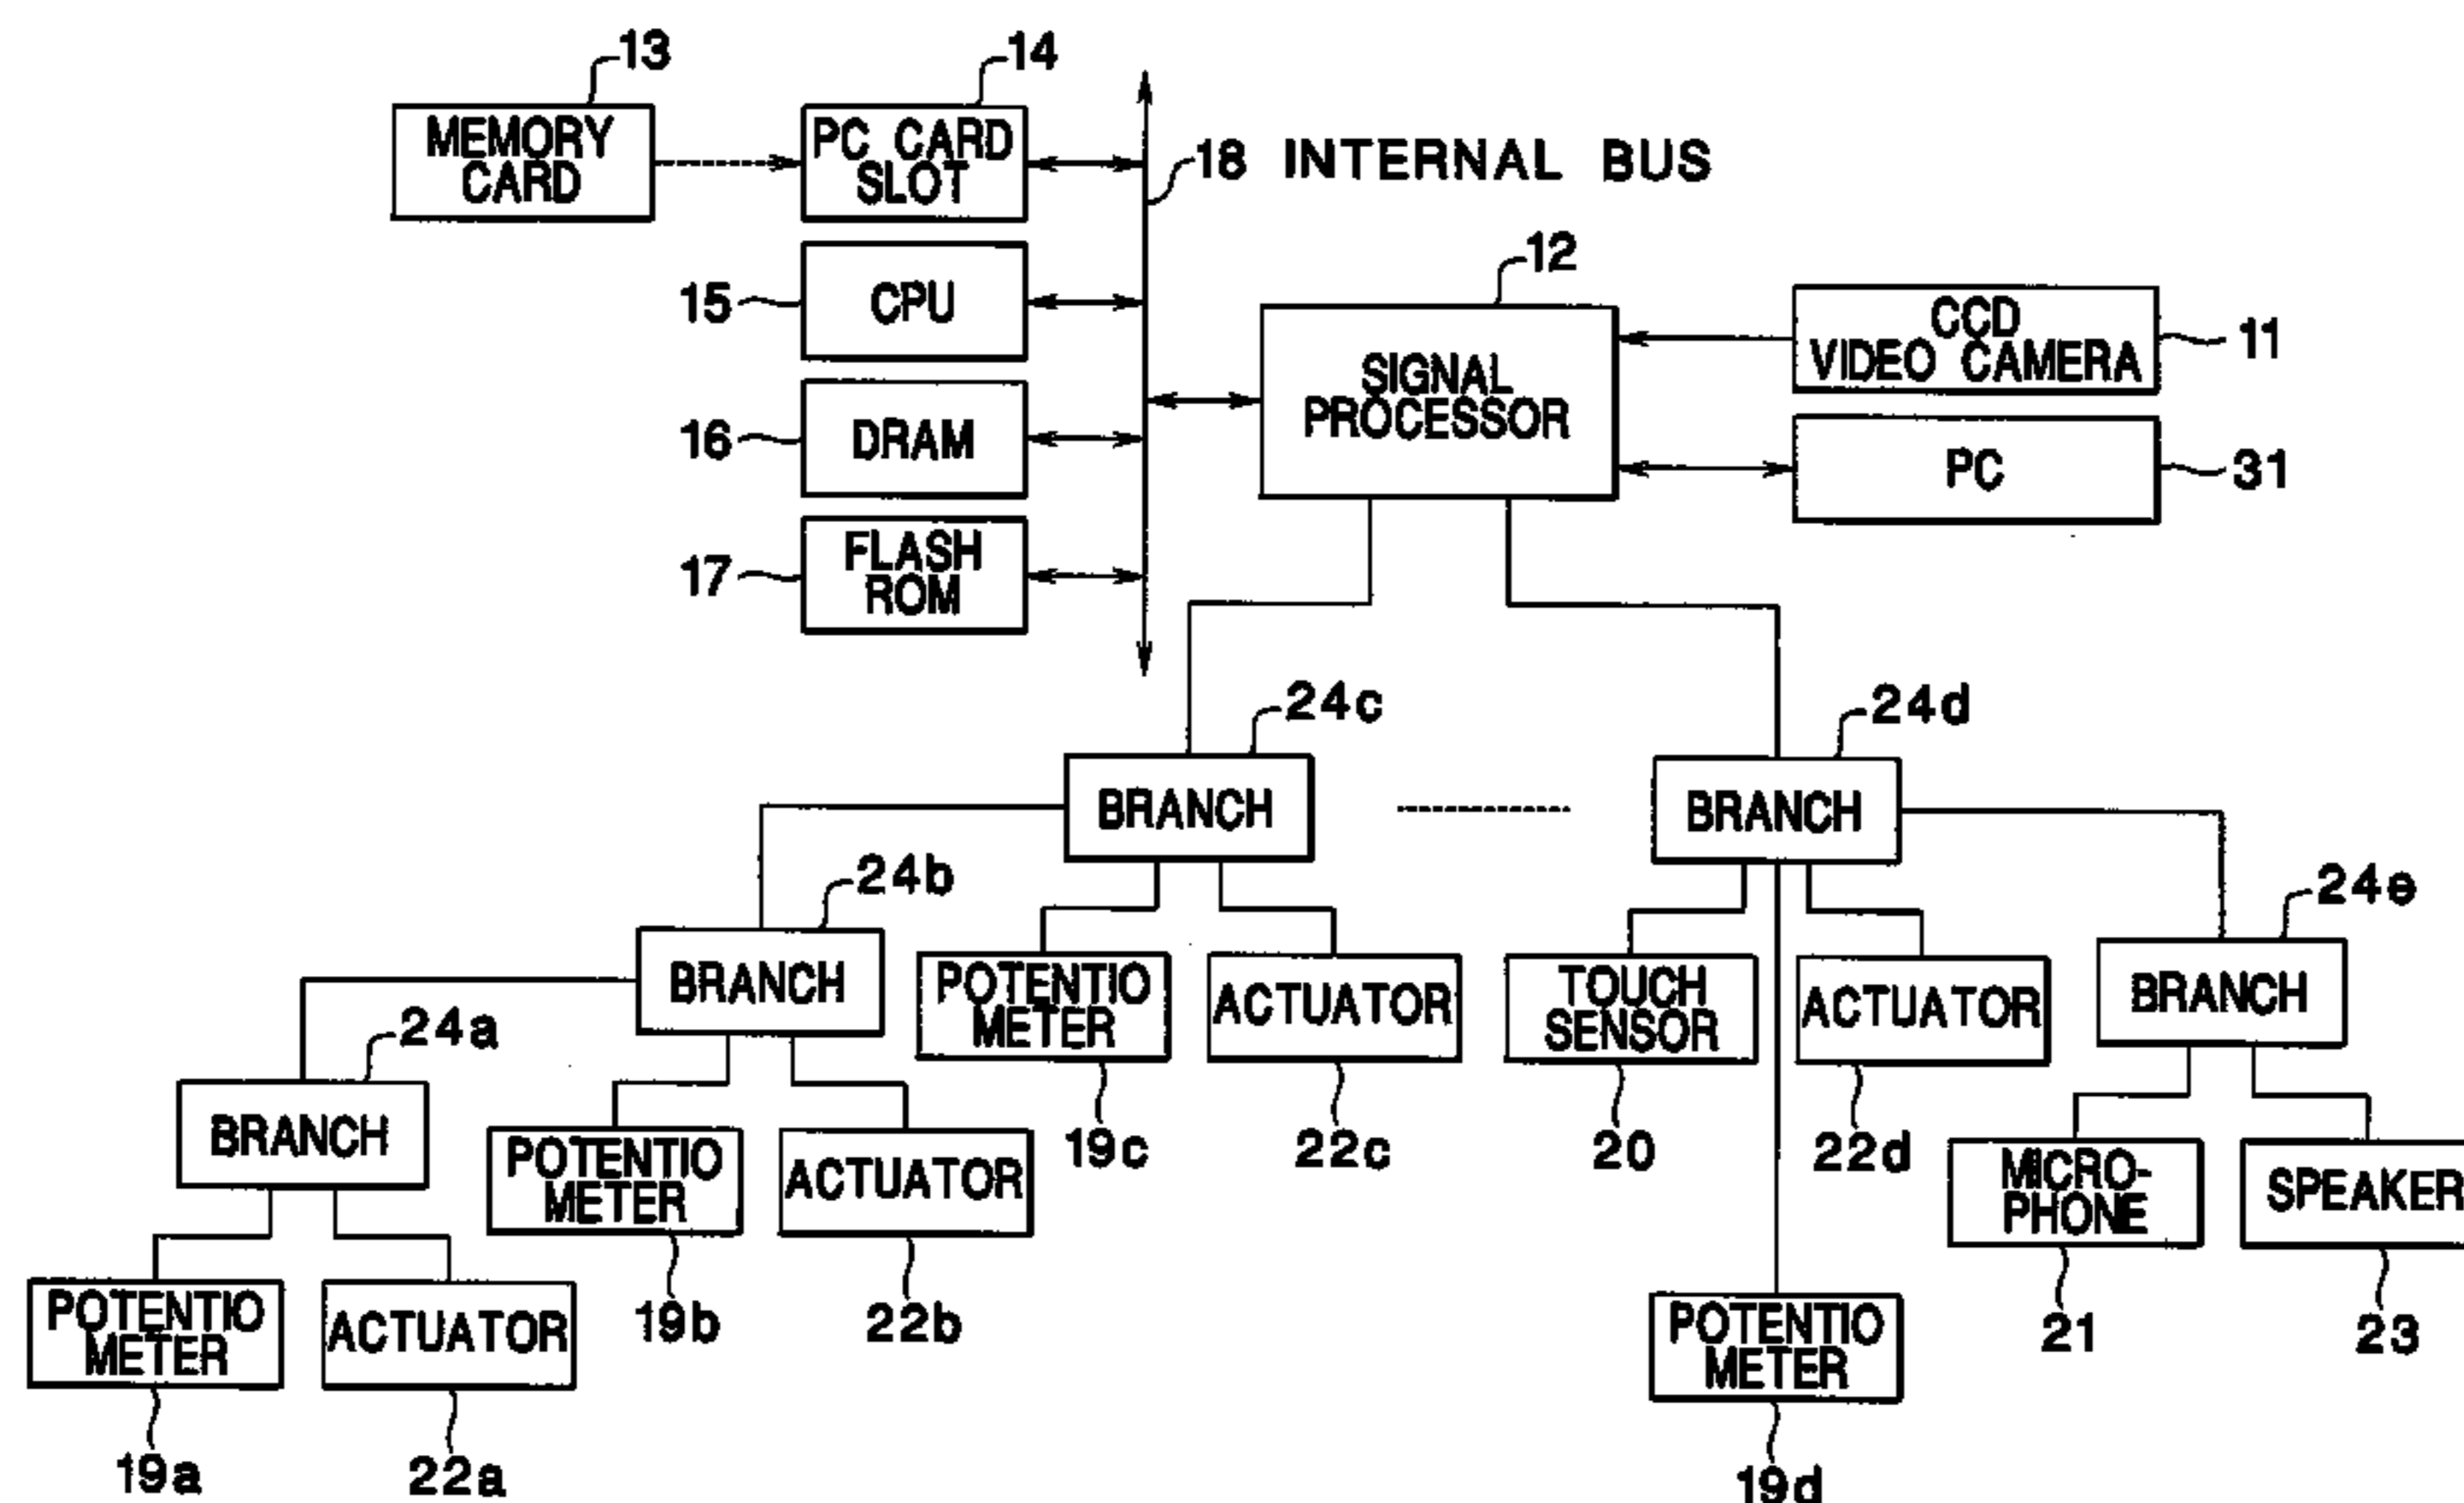 13
14
MEMORY
CARD
PC CARD
SLOT
18 INTERNAL BUS
12
15
CPU
CCD
VIDEO CAMERA
11
SIGNAL
PROCESSOR
16
DRAM
PC
31
17
FLASH
ROM
24c
24d
BRANCH
BRANCH
24b
24e
BRANCH
POTENTIO
METER
ACTUATOR
TOUCH
SENSOR
ACTUATOR
BRANCH
24a
BRANCH
POTENTIO
METER
ACTUATOR
19c
22c
20
22d
MICRO-
PHONE
SPEAKER
POTENTIO
METER
ACTUATOR
19b
22b
POTENTIO
METER
21
23
19a
22a
19d